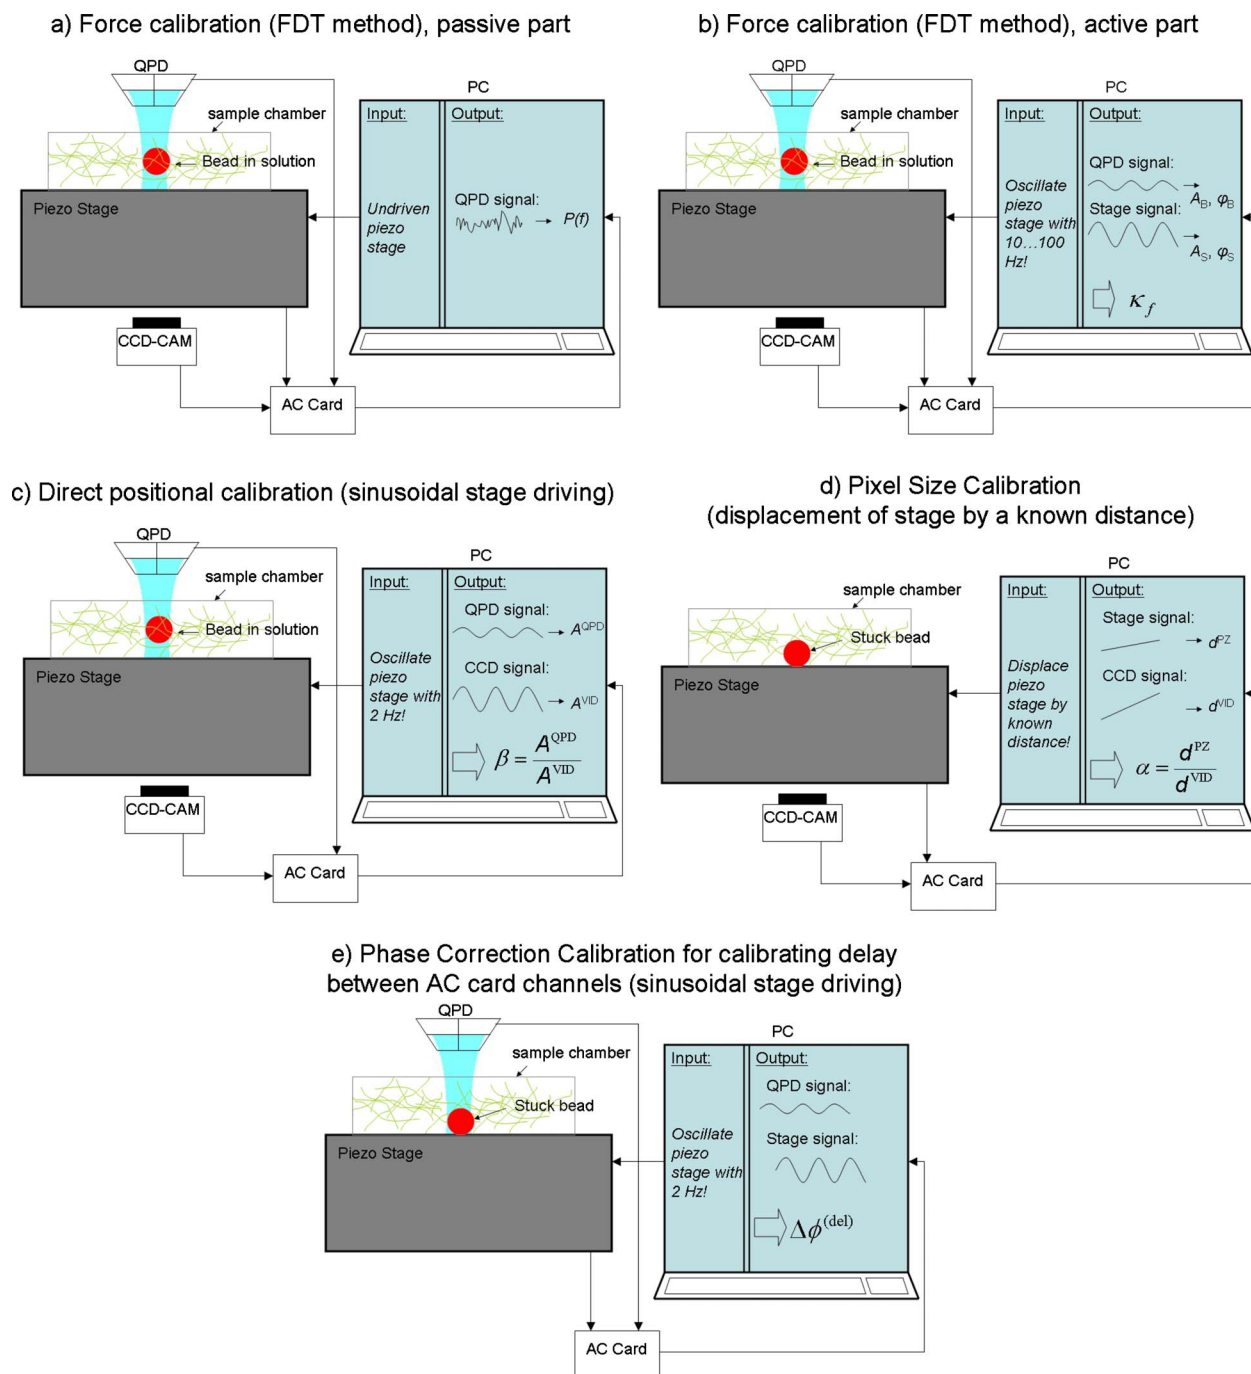 a) Force calibration (FDT method), passive part
QPD
PC
sample chamber
Input:
Output:
Bead in solution
Piezo Stage
Undriven
piezo
stage
QPD signal:
P(f)
CCD-CAM
AC Card
b) Force calibration (FDT method), active part
QPD
PC
sample chamber
Input:
Output:
Bead in solution
Piezo Stage
Oscillate
piezo
stage with
10...100
Hz!
QPD signal:
A_B, φ_B
Stage signal:
A_S, φ_S
κ_f
CCD-CAM
AC Card
c) Direct positional calibration (sinusoidal stage driving)
QPD
PC
sample chamber
Input:
Output:
Bead in solution
Piezo Stage
Oscillate
piezo
stage with
2 Hz!
QPD signal:
A^QPD
CCD signal:
A^VID
β = A^QPD / A^VID
CCD-CAM
AC Card
d) Pixel Size Calibration
(displacement of stage by a known distance)
PC
sample chamber
Input:
Output:
Stuck bead
Piezo Stage
Displace
piezo
stage by
known
distance!
Stage signal:
d^PZ
CCD signal:
d^VID
α = d^PZ / d^VID
CCD-CAM
AC Card
e) Phase Correction Calibration for calibrating delay
between AC card channels (sinusoidal stage driving)
QPD
PC
sample chamber
Input:
Output:
Stuck bead
Piezo Stage
Oscillate
piezo
stage with
2 Hz!
QPD signal:
Stage signal:
Δϕ^(del)
AC Card